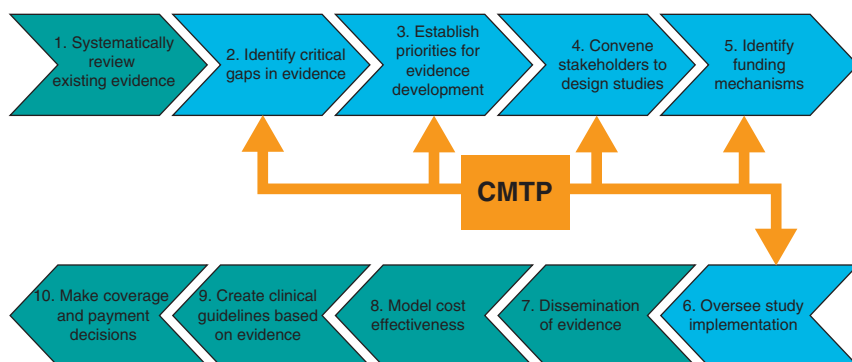 1. Systematically
review
existing evidence
2. Identify critical
gaps in evidence
3. Establish
priorities for
evidence
development
4. Convene
stakeholders to
design studies
5. Identify
funding
mechanisms
CMTP
10. Make coverage
and payment
decisions
9. Create clinical
guidelines based
on evidence
8. Model cost
effectiveness
7. Dissemination
of evidence
6. Oversee study
implementation